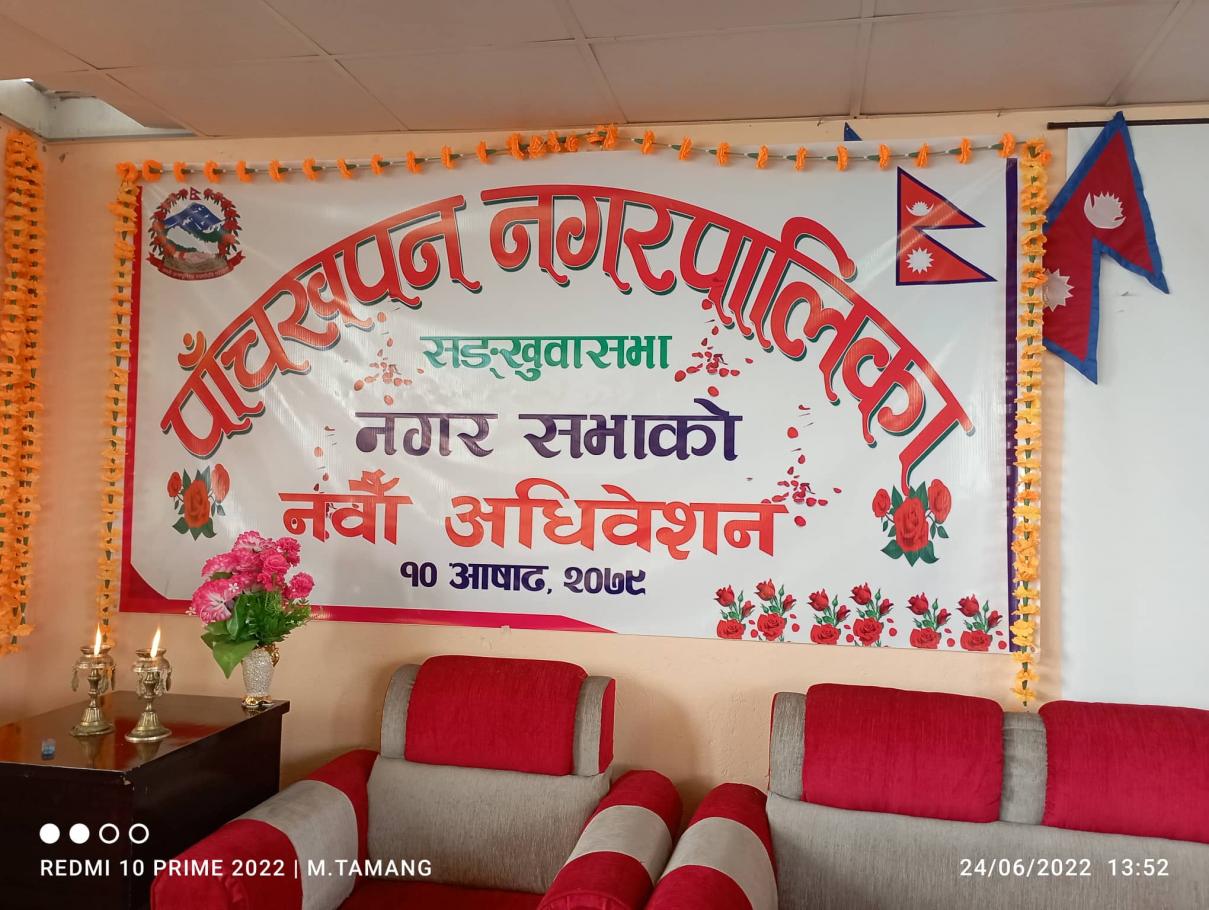 पाँचखपन नगरपालिका
सङ्खुवासभा
नगर सभाको
नवौँ अधिवेशन
१० आषाढ, २०७९
REDMI 10 PRIME 2022 | M.TAMANG
24/06/2022 13:52